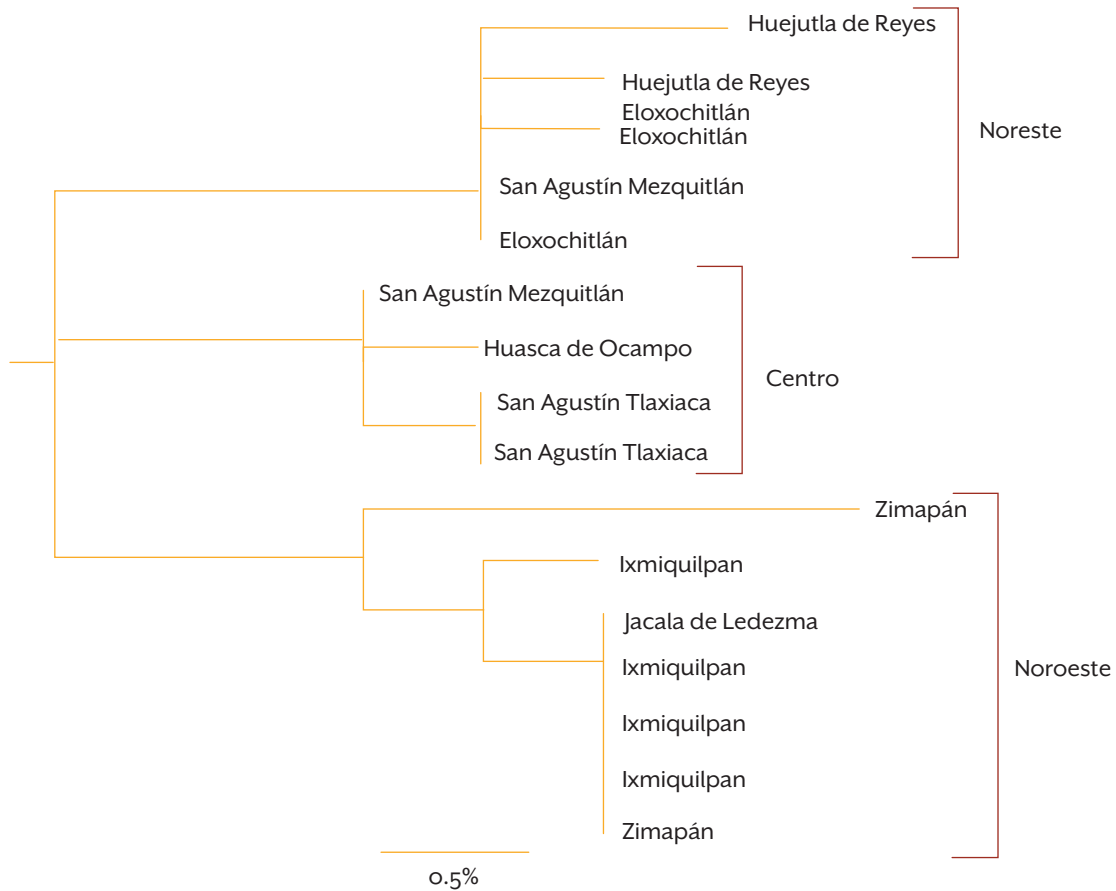 Huejutla de Reyes
Huejutla de Reyes
Eloxochitlán
Eloxochitlán
Noreste
San Agustín Mezquitlán
Eloxochitlán
San Agustín Mezquitlán
Huasca de Ocampo
Centro
San Agustín Tlaxiaca
San Agustín Tlaxiaca
Zimapán
Ixmiquilpan
Jacala de Ledezma
Ixmiquilpan
Noroeste
Ixmiquilpan
Ixmiquilpan
Zimapán
0.5%